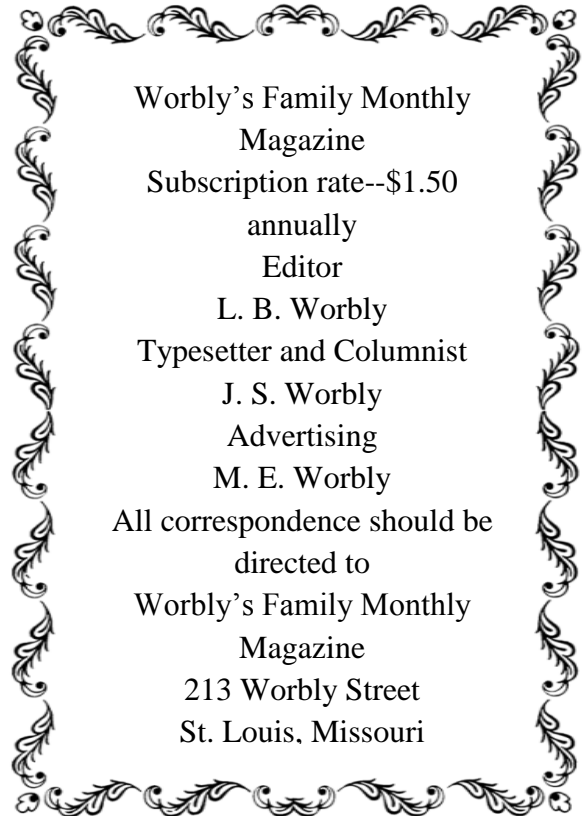 Worbly’s Family Monthly
Magazine
Subscription rate--$1.50
annually
Editor
L. B. Worbly
Typesetter and Columnist
J. S. Worbly
Advertising
M. E. Worbly
All correspondence should be
directed to
Worbly’s Family Monthly
Magazine
213 Worbly Street
St. Louis, Missouri